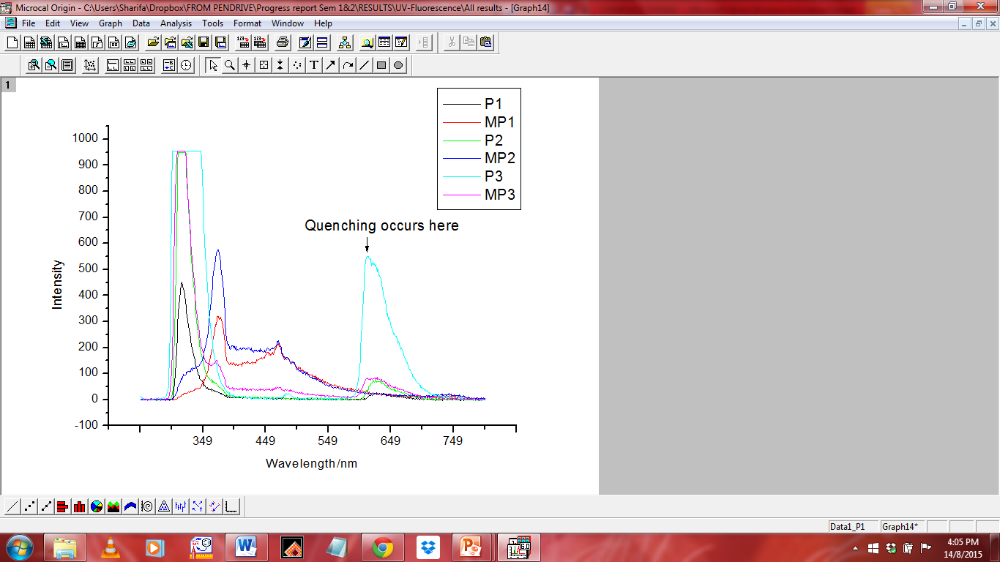 Microcal Origin - C:\Users\Sharifa\Dropbox\FROM PENDRIVE\Progress report Sem 1&2\RESULTS\UV-Fluorescence\All results - [Graph14]
File Edit View Graph Data Analysis Tools Format Window Help
1
P1
MP1
P2
MP2
P3
MP3
Quenching occurs here
1000
900
800
700
600
500
400
300
200
100
0
-100
Intensity
349 449 549 649 749
Wavelength/nm
Data1_P1 Graph14*
4:05 PM
14/8/2015